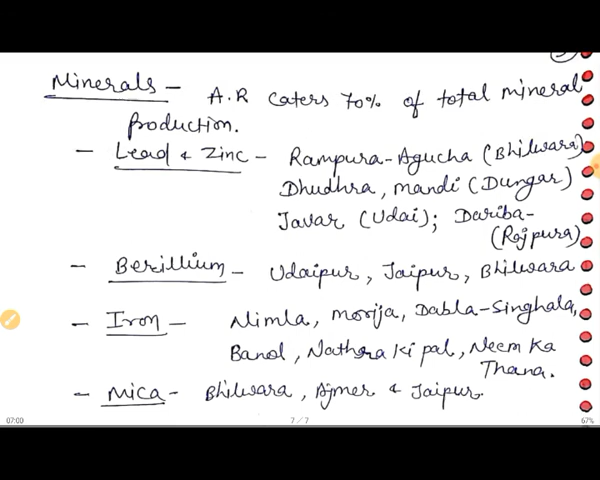 Minerals - A.R caters 70% of total mineral
production.
- Lead & Zinc - Rampura-Agucha (Bhilwara)
Dhudhra, mandi (Dungar)
Javar (Udai); Dariba-
(Rajpura)
- Berillium - Udaipur, Jaipur, Bhilwara
- Iron - Nimla, morija, Dabla-Singhala,
Banol, Nathra ki pal, Neem Ka
Thana.
- Mica - Bhilwara, Ajmer & Jaipur.
07:00 7/7 67%